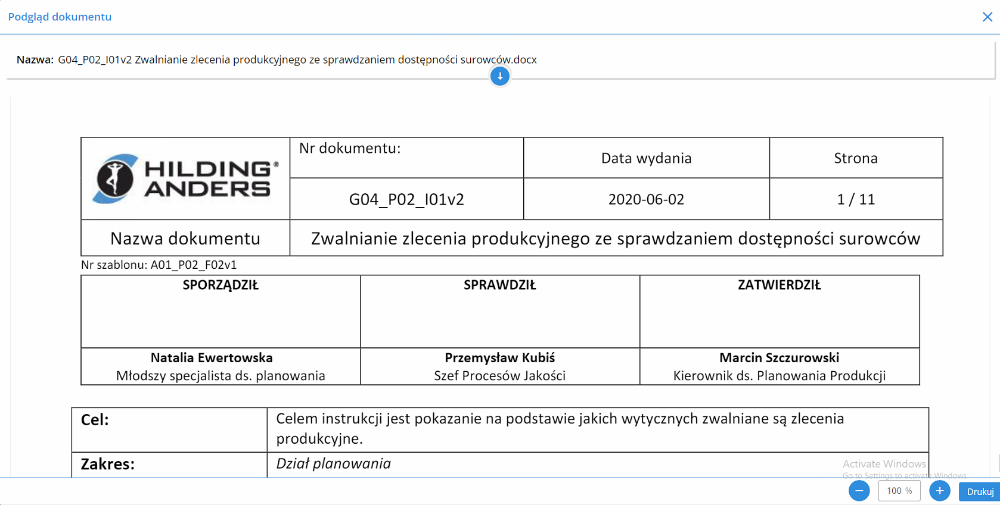 Podgląd dokumentu
Nazwa: G04_P02_I01v2 Zwalnianie zlecenia produkcyjnego ze sprawdzaniem dostępności surowców.docx
HILDING®
ANDERS
Nr dokumentu:
Data wydania
Strona
G04_P02_I01v2
2020-06-02
1 / 11
Nazwa dokumentu
Zwalnianie zlecenia produkcyjnego ze sprawdzaniem dostępności surowców
Nr szablonu: A01_P02_F02v1
SPORZĄDZIŁ
SPRAWDZIŁ
ZATWIERDZIŁ
Natalia Ewertowska
Młodszy specjalista ds. planowania
Przemysław Kubiś
Szef Procesów Jakości
Marcin Szczurowski
Kierownik ds. Planowania Produkcji
Cel:
Celem instrukcji jest pokazanie na podstawie jakich wytycznych zwalniane są zlecenia
produkcyjne.
Zakres:
Dział planowania
Activate Windows
Go to Settings to activate Windows
100 %
Drukuj